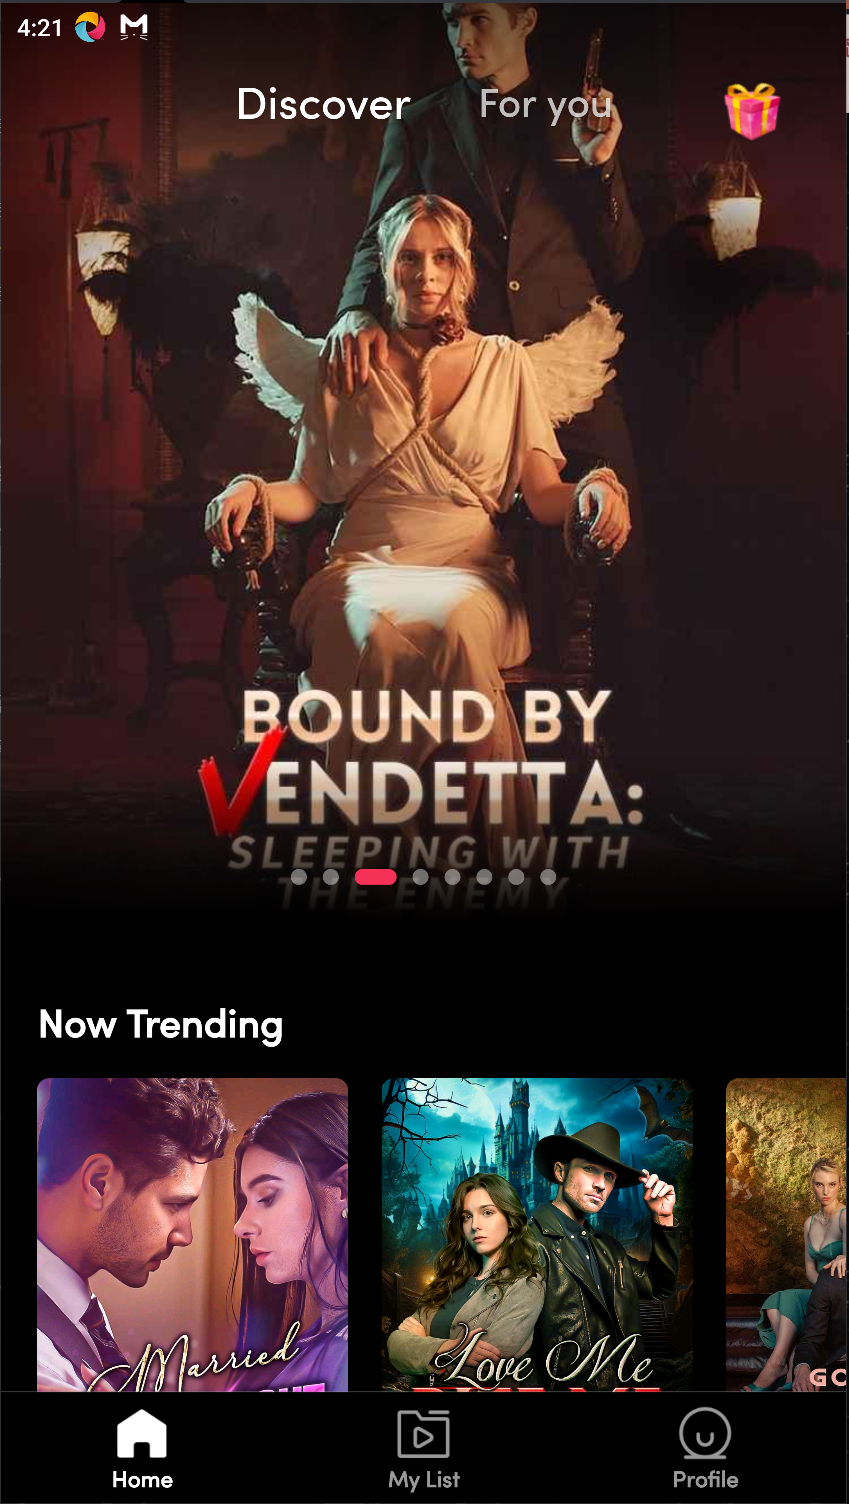 4:21
Discover
For you
BOUND BY
VENDETTA:
SLEEPING WITH
THE ENEMY
Now Trending
Married
Love Me
GO
Home
My List
Profile